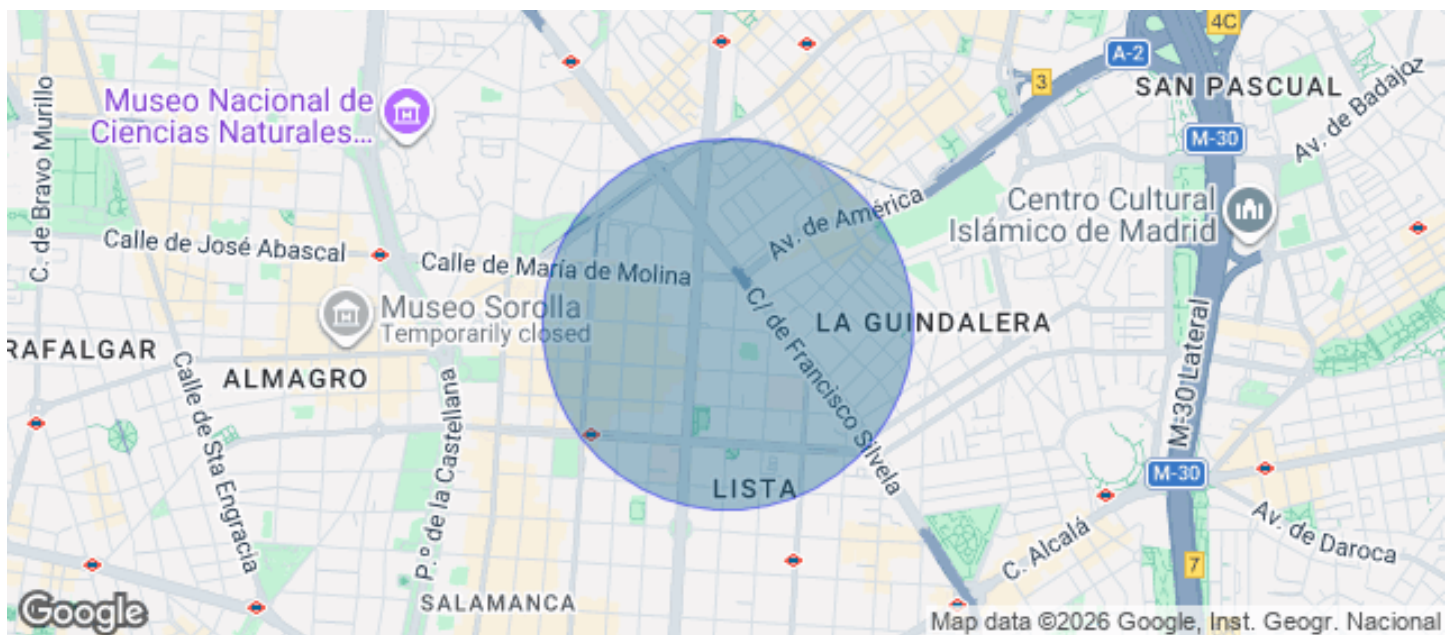 4C
A-2
3
SAN PASCUAL
Museo Nacional de
Ciencias Naturales...
M-30
Av. de Badajoz
C. de Bravo Murillo
Centro Cultural
Islámico de Madrid
Av. de América
Calle de José Abascal
Calle de María de Molina
Museo Sorolla
Temporarily closed
C/ de Francisco Silvela
LA GUINDALERA
RAFALGAR
ALMAGRO
Calle de Sta Engracia
P.º de la Castellana
M-30 Lateral
M-30
LISTA
Av. de Daroca
C. Alcalá
7
SALAMANCA
Google
Map data ©2026 Google, Inst. Geogr. Nacional